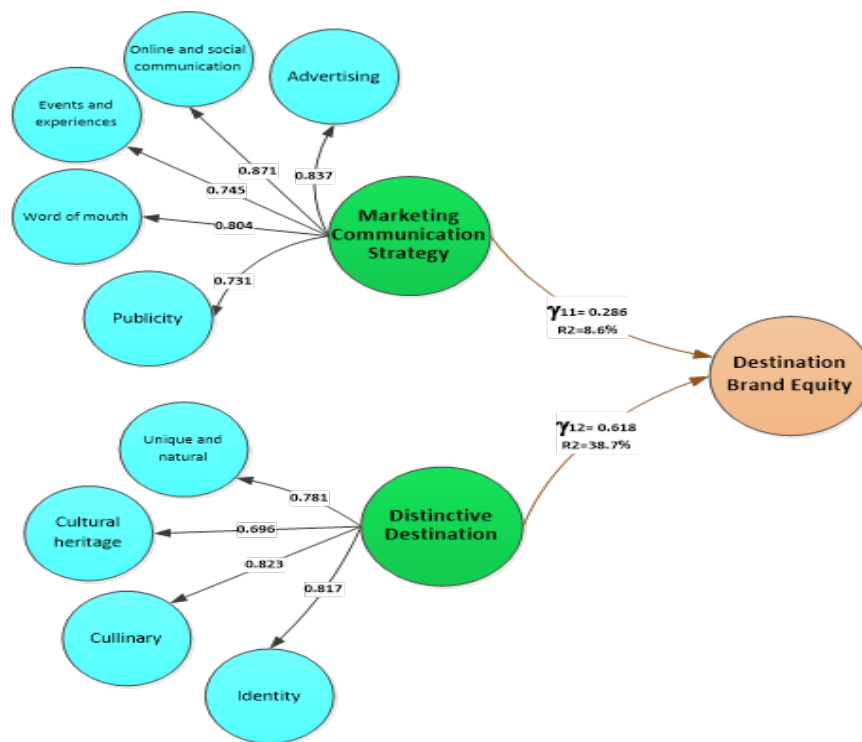 Online and social
communication
Advertising
Events and
experiences
0.871
0.837
0.745
Word of mouth
0.804
Marketing
Communication
Strategy
0.731
Publicity
γ11= 0.286
R2=8.6%
Destination
Brand Equity
Unique and
natural
γ12= 0.618
R2=38.7%
0.781
Cultural
heritage
0.696
Distinctive
Destination
0.823
0.817
Cullinary
Identity